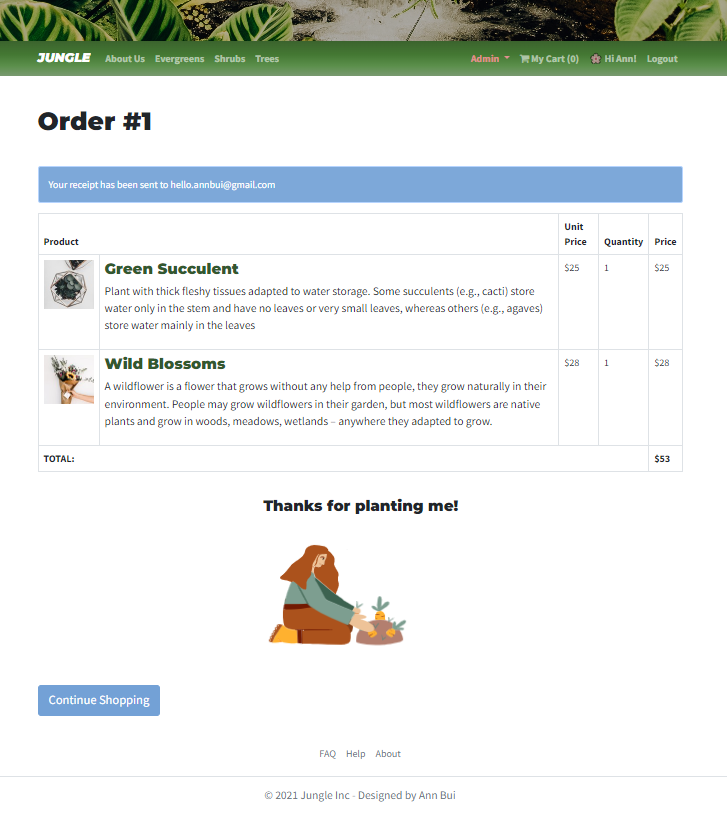 JUNGLE About Us Evergreens Shrubs Trees Admin My Cart (0) Hi Ann! Logout
Order #1
Your receipt has been sent to hello.annbui@gmail.com
Product Unit Price Quantity Price
Green Succulent $25 1 $25
Plant with thick fleshy tissues adapted to water storage. Some succulents (e.g., cacti) store
water only in the stem and have no leaves or very small leaves, whereas others (e.g., agaves)
store water mainly in the leaves
Wild Blossoms $28 1 $28
A wildflower is a flower that grows without any help from people, they grow naturally in their
environment. People may grow wildflowers in their garden, but most wildflowers are native
plants and grow in woods, meadows, wetlands – anywhere they adapted to grow.
TOTAL: $53
Thanks for planting me!
Continue Shopping
FAQ Help About
© 2021 Jungle Inc - Designed by Ann Bui